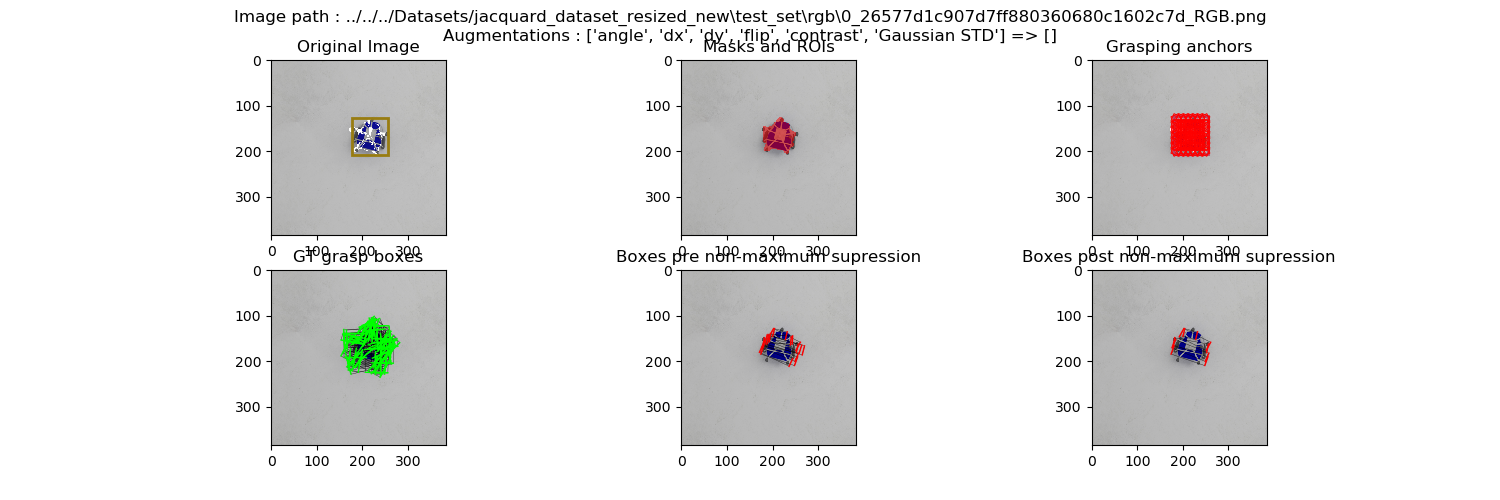 Image path : ../../../Datasets/jacquard_dataset_resized_new\test_set\rgb\0_26577d1c907d7ff880360680c1602c7d_RGB.png
Augmentations : ['angle', 'dx', 'dy', 'flip', 'contrast', 'Gaussian STD'] => []
Original Image
Masks and ROIs
Grasping anchors
0
100
200
300
0 100 200 300
0
100
200
300
0 100 200 300
0
100
200
300
0 100 200 300
GT grasp boxes
Boxes pre non-maximum supression
Boxes post non-maximum supression
0
100
200
300
0 100 200 300
0
100
200
300
0 100 200 300
0
100
200
300
0 100 200 300